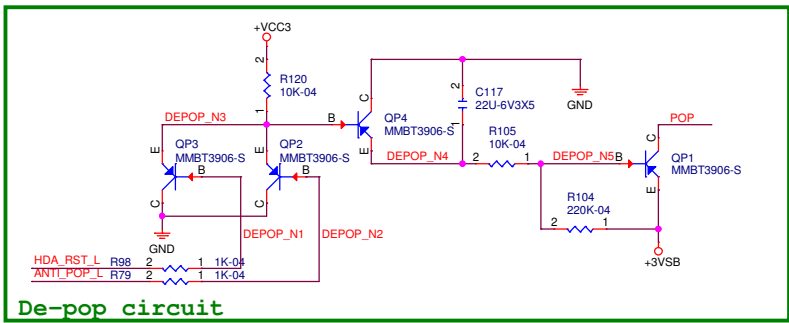 +VCC3
2
R120
10K-04
1
DEPOP_N3
B
C
QP4
MMBT3906-S
E
2
C117
22U-6V3X5
1
GND
POP
E
QP3
MMBT3906-S
B
C
E
QP2
MMBT3906-S
B
C
DEPOP_N4
R105
10K-04
2
1
DEPOP_N5
B
C
QP1
MMBT3906-S
E
R104
220K-04
2
1
+3VSB
GND
DEPOP_N1
DEPOP_N2
HDA_RST_L R98 2 1 1K-04
ANTI_POP_L R79 2 1 1K-04
De-pop circuit